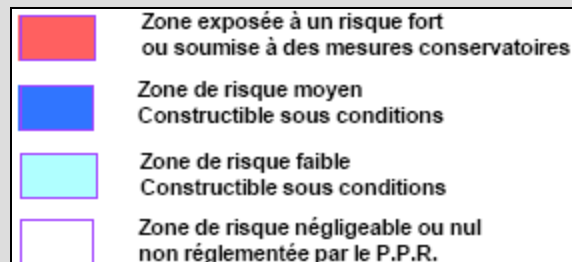 Zone exposée à un risque fort
ou soumise à des mesures conservatoires
Zone de risque moyen
Constructible sous conditions
Zone de risque faible
Constructible sous conditions
Zone de risque négligeable ou nul
non réglementée par le P.P.R.